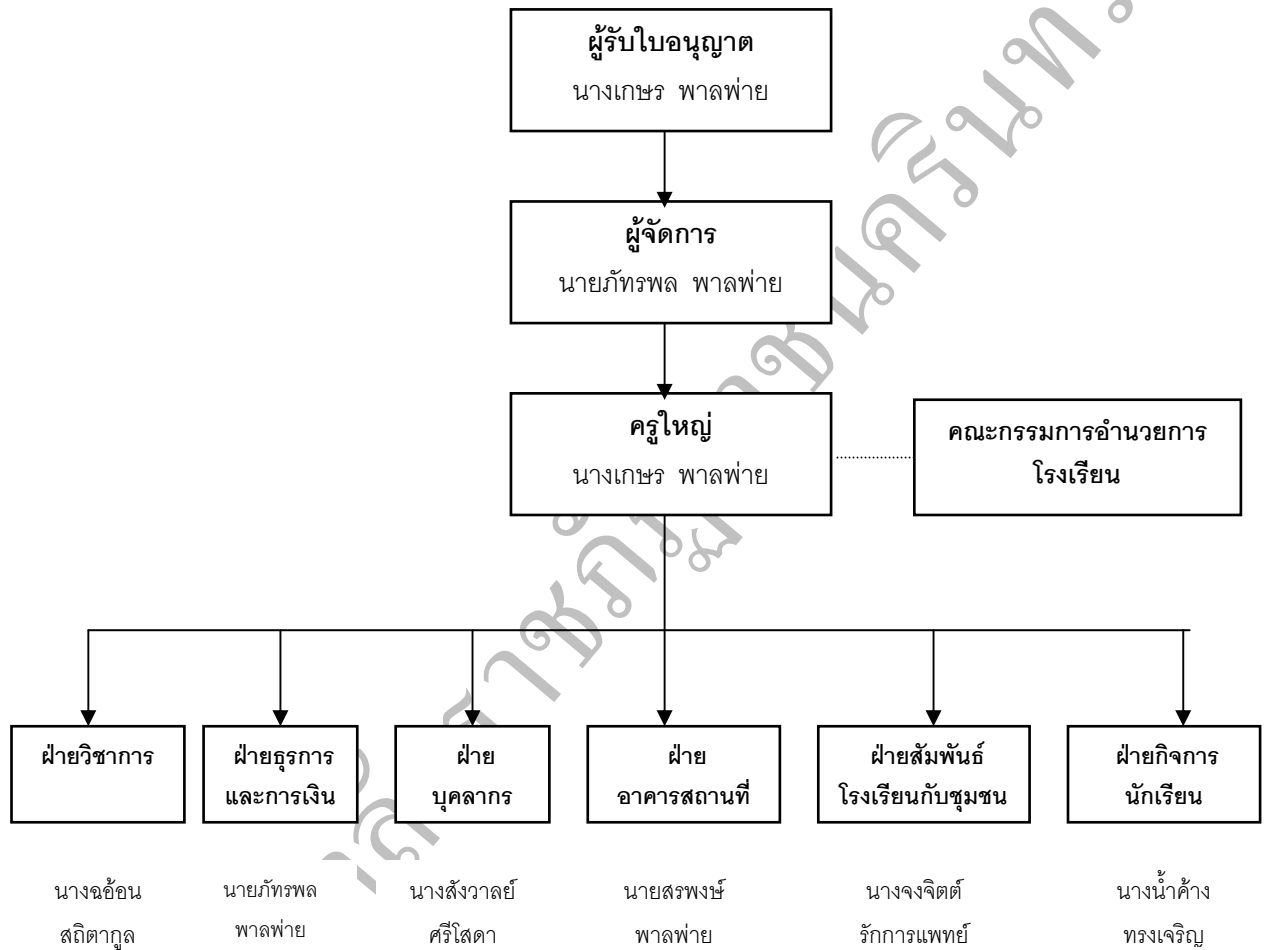 ผู้รับใบอนุญาต
นางเกษร พาลพ่าย
ผู้จัดการ
นายภัทรพล พาลพ่าย
ครูใหญ่
นางเกษร พาลพ่าย
คณะกรรมการอำนวยการ
โรงเรียน
ฝ่ายวิชาการ
ฝ่ายธุรการ
และการเงิน
ฝ่าย
บุคลากร
ฝ่าย
อาคารสถานที่
ฝ่ายสัมพันธ์
โรงเรียนกับชุมชน
ฝ่ายกิจการ
นักเรียน
นางฉอ้อน
สถิตากูล
นายภัทรพล
พาลพ่าย
นางสังวาลย์
ศรีโสดา
นายสรพงษ์
พาลพ่าย
นางจงจิตต์
รักการแพทย์
นางน้ำค้าง
ทรงเจริญ